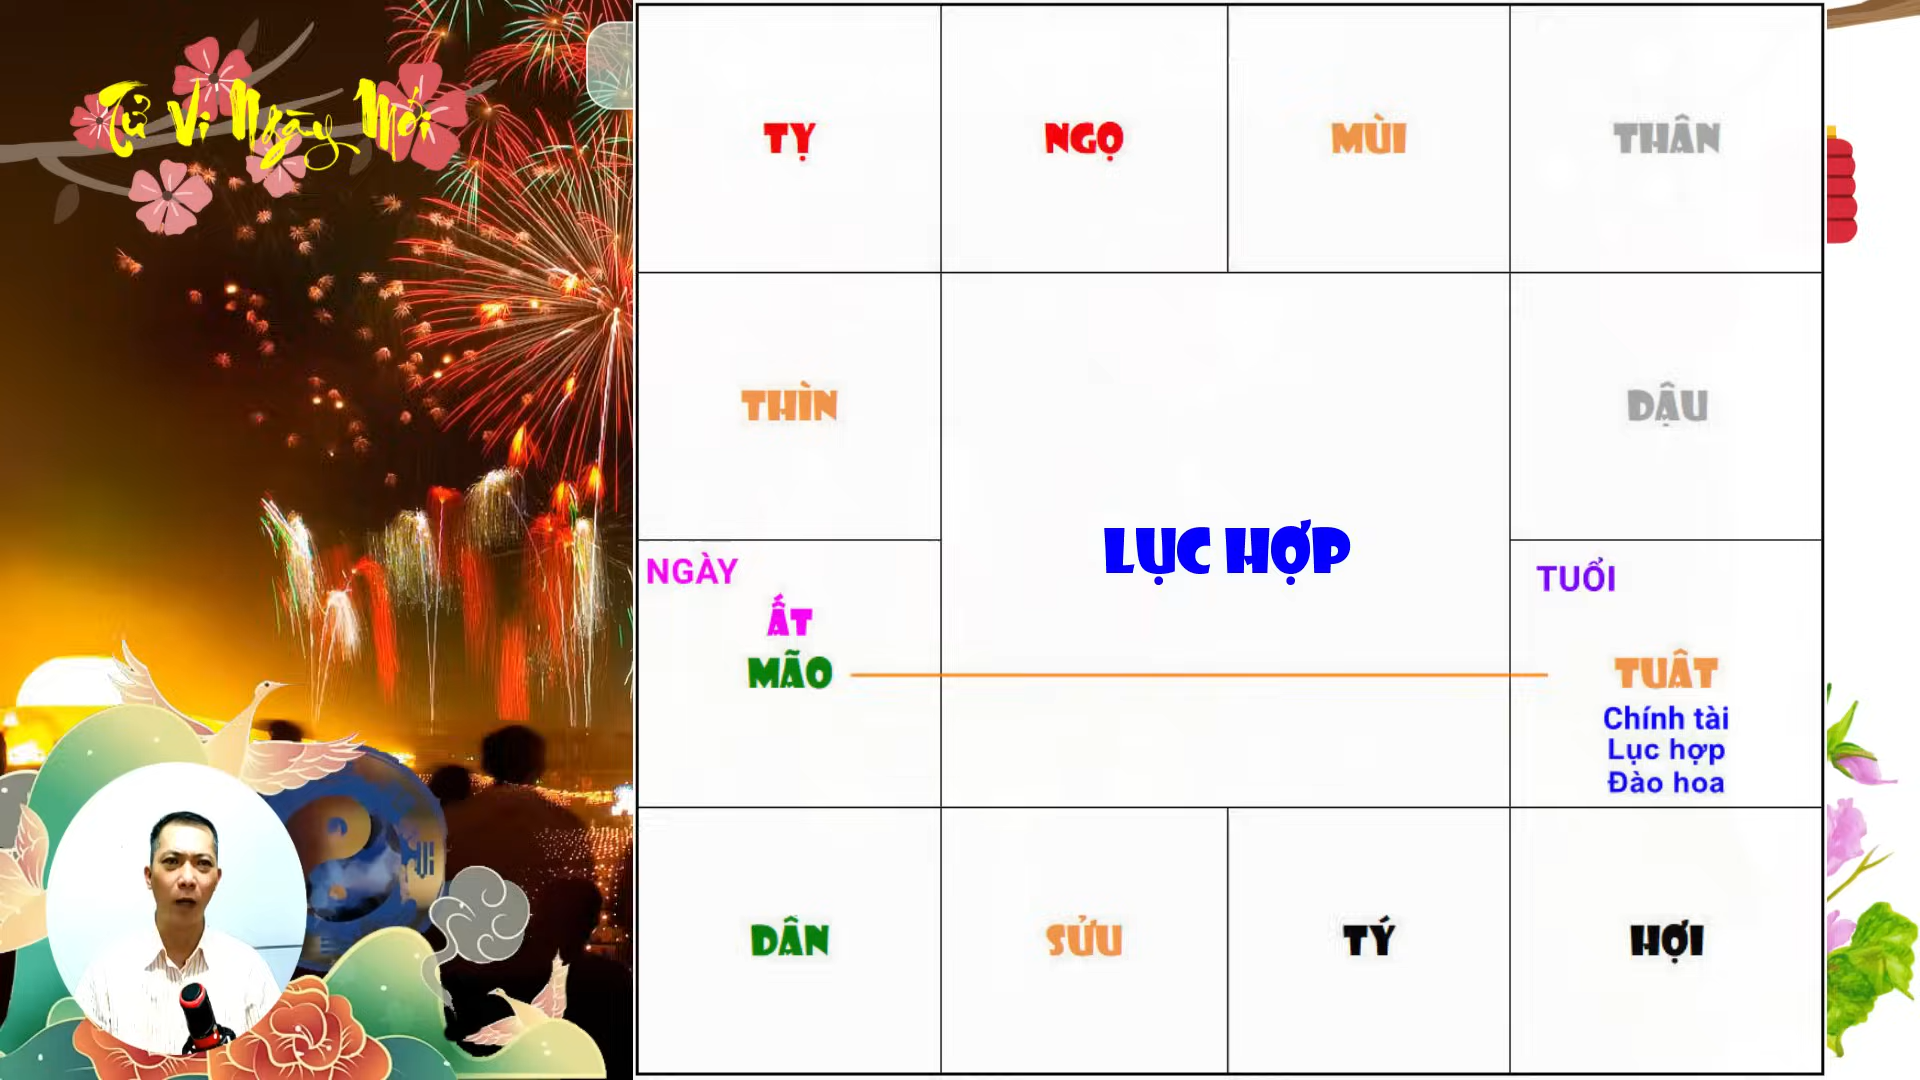 Tử Vi Ngày Mới
TỴ
NGỌ
MÙI
THÂN
THÌN
DẬU
LỤC HỢP
NGÀY
ẤT
MÃO
TUỔI
TUẤT
Chính tài
Lục hợp
Đào hoa
DẦN
SỬU
TÝ
HỢI